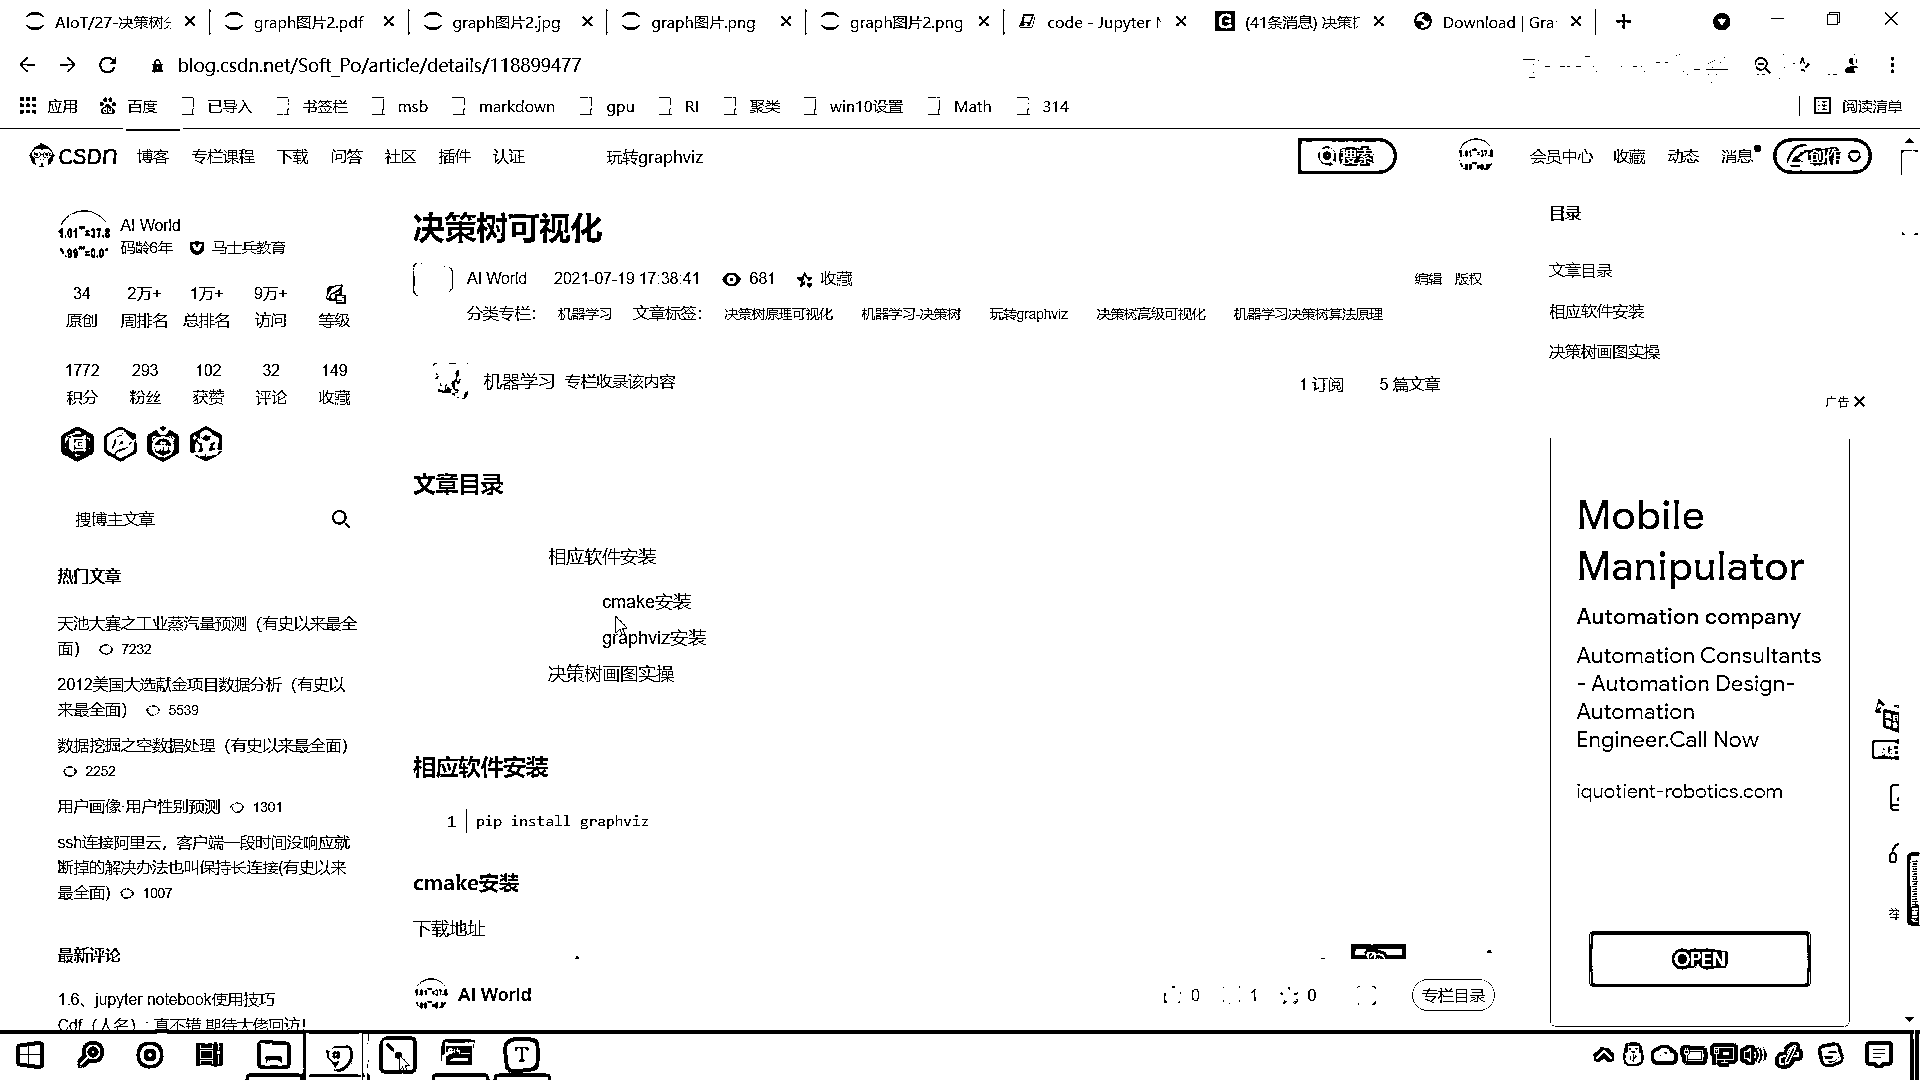 AIoT/27-决策树分
graph图片2.pdf
graph图片2.jpg
graph图片.png
graph图片2.png
code - Jupyter N
(41条消息) 决策树
Download | Gra
blog.csdn.net/Soft_Po/article/details/118899477
应用 百度 已导入 书签栏 msb markdown gpu RI 聚类 win10设置 Math 314 阅读清单
CSDN 博客 专栏课程 下载 问答 社区 插件 认证 玩转graphviz 搜索 会员中心 收藏 动态 消息 创作
AI World
码龄6年 马士兵教育
34 2万+ 1万+ 9万+
原创 周排名 总排名 访问 等级
1772 293 102 32 149
积分 粉丝 获赞 评论 收藏
搜博主文章
热门文章
天池大赛之工业蒸汽量预测（有史以来最全
面） 7232
2012美国大选献金项目数据分析（有史以
来最全面） 5539
数据挖掘之空数据处理（有史以来最全面）
2252
用户画像·用户性别预测 1301
ssh连接阿里云，客户端一段时间没响应就
断掉的解决办法也叫保持长连接(有史以来
最全面) 1007
最新评论
1.6、jupyter notebook使用技巧
Cdf（人名）: 真不错,期待大佬回访！
决策树可视化
AI World 2021-07-19 17:38:41 681 收藏 编辑 版权
分类专栏： 机器学习 文章标签： 决策树原理可视化 机器学习-决策树 玩转graphviz 决策树高级可视化 机器学习决策树算法原理
机器学习 专栏收录该内容 1 订阅 5 篇文章
文章目录
相应软件安装
cmake安装
graphviz安装
决策树画图实操
相应软件安装
1 pip install graphviz
cmake安装
下载地址
AI World 0 1 0 专栏目录
目录
文章目录
相应软件安装
决策树画图实操
广告
Mobile
Manipulator
Automation company
Automation Consultants
- Automation Design-
Automation
Engineer.Call Now
iquotient-robotics.com
OPEN